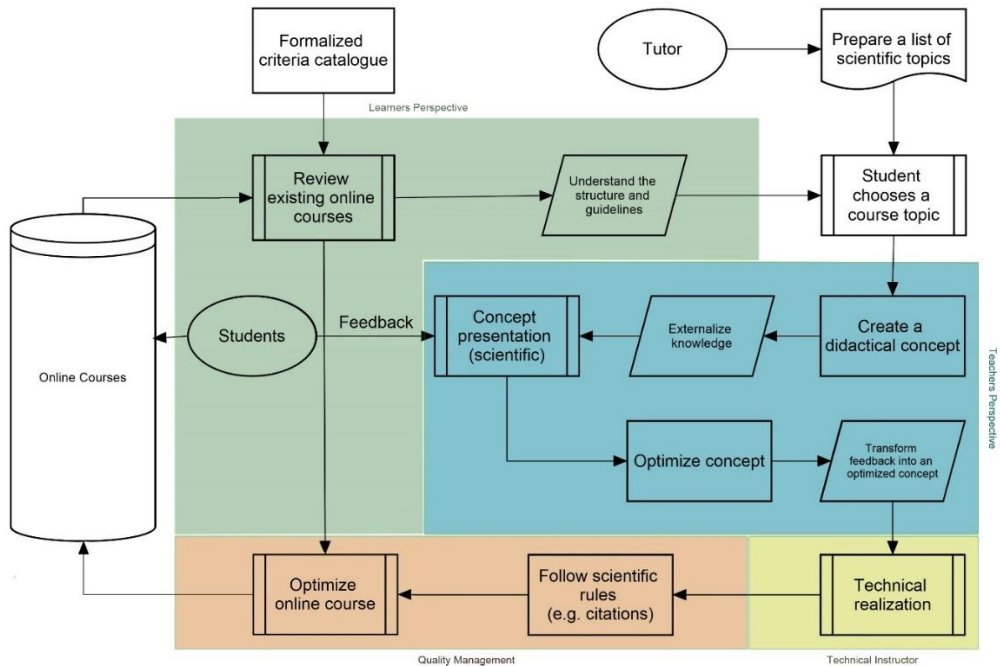 Formalized
criteria catalogue
Tutor
Prepare a list of
scientific topics
Learners Perspective
Review
existing online
courses
Understand the
structure and
guidelines
Student
chooses a
course topic
Students
Feedback
Concept
presentation
(scientific)
Externalize
knowledge
Create a
didactical concept
Online Courses
Teachers Perspective
Optimize concept
Transform
feedback into an
optimized concept
Optimize
online course
Follow scientific
rules
(e.g. citations)
Technical
realization
Quality Management
Technical Instructor